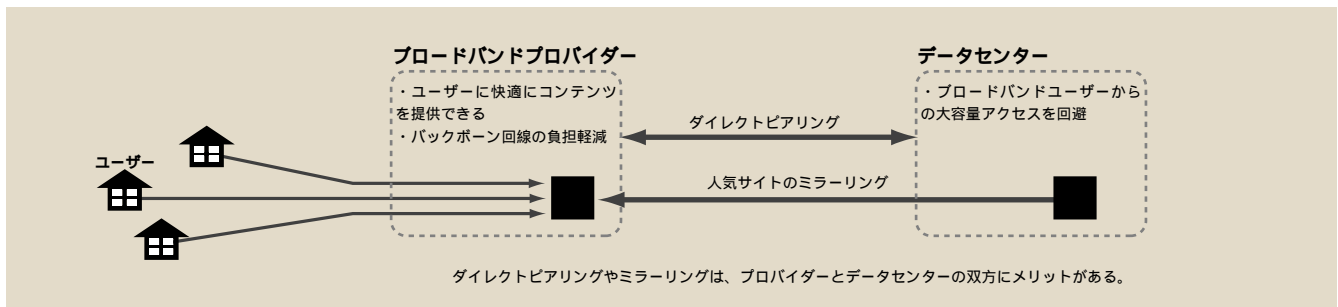 ブロードバンドプロバイダー
・ユーザーに快適にコンテンツ
を提供できる
・バックボーン回線の負担軽減
データセンター
・ブロードバンドユーザーから
の大容量アクセスを回避
ダイレクトピアリング
ユーザー
人気サイトのミラーリング
ダイレクトピアリングやミラーリングは、プロバイダーとデータセンターの双方にメリットがある。